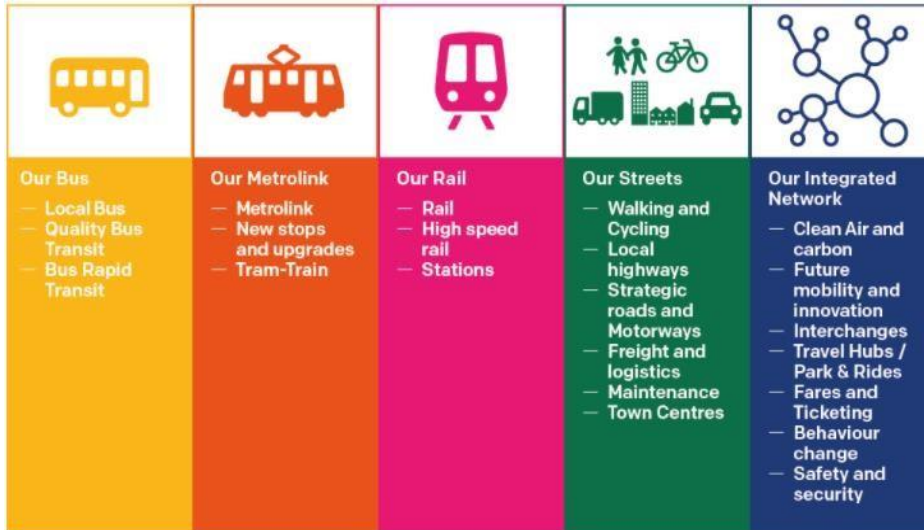 Our Bus
— Local Bus
— Quality Bus
Transit
— Bus Rapid
Transit
Our Metrolink
— Metrolink
— New stops
and upgrades
— Tram-Train
Our Rail
— Rail
— High speed
rail
— Stations
Our Streets
— Walking and
Cycling
— Local
highways
— Strategic
roads and
Motorways
— Freight and
logistics
— Maintenance
— Town Centres
Our Integrated
Network
— Clean Air and
carbon
— Future
mobility and
innovation
— Interchanges
— Travel Hubs /
Park & Rides
— Fares and
Ticketing
— Behaviour
change
— Safety and
security